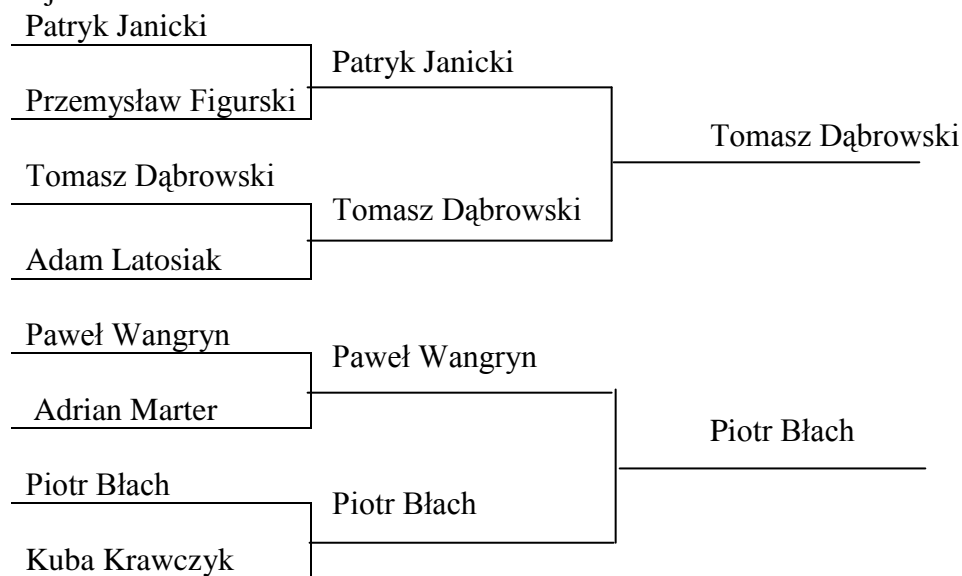 Patryk Janicki
Patryk Janicki
Przemysław Figurski
Tomasz Dąbrowski
Tomasz Dąbrowski
Tomasz Dąbrowski
Adam Latosiak
Paweł Wangryn
Paweł Wangryn
Adrian Marter
Piotr Błach
Piotr Błach
Piotr Błach
Kuba Krawczyk